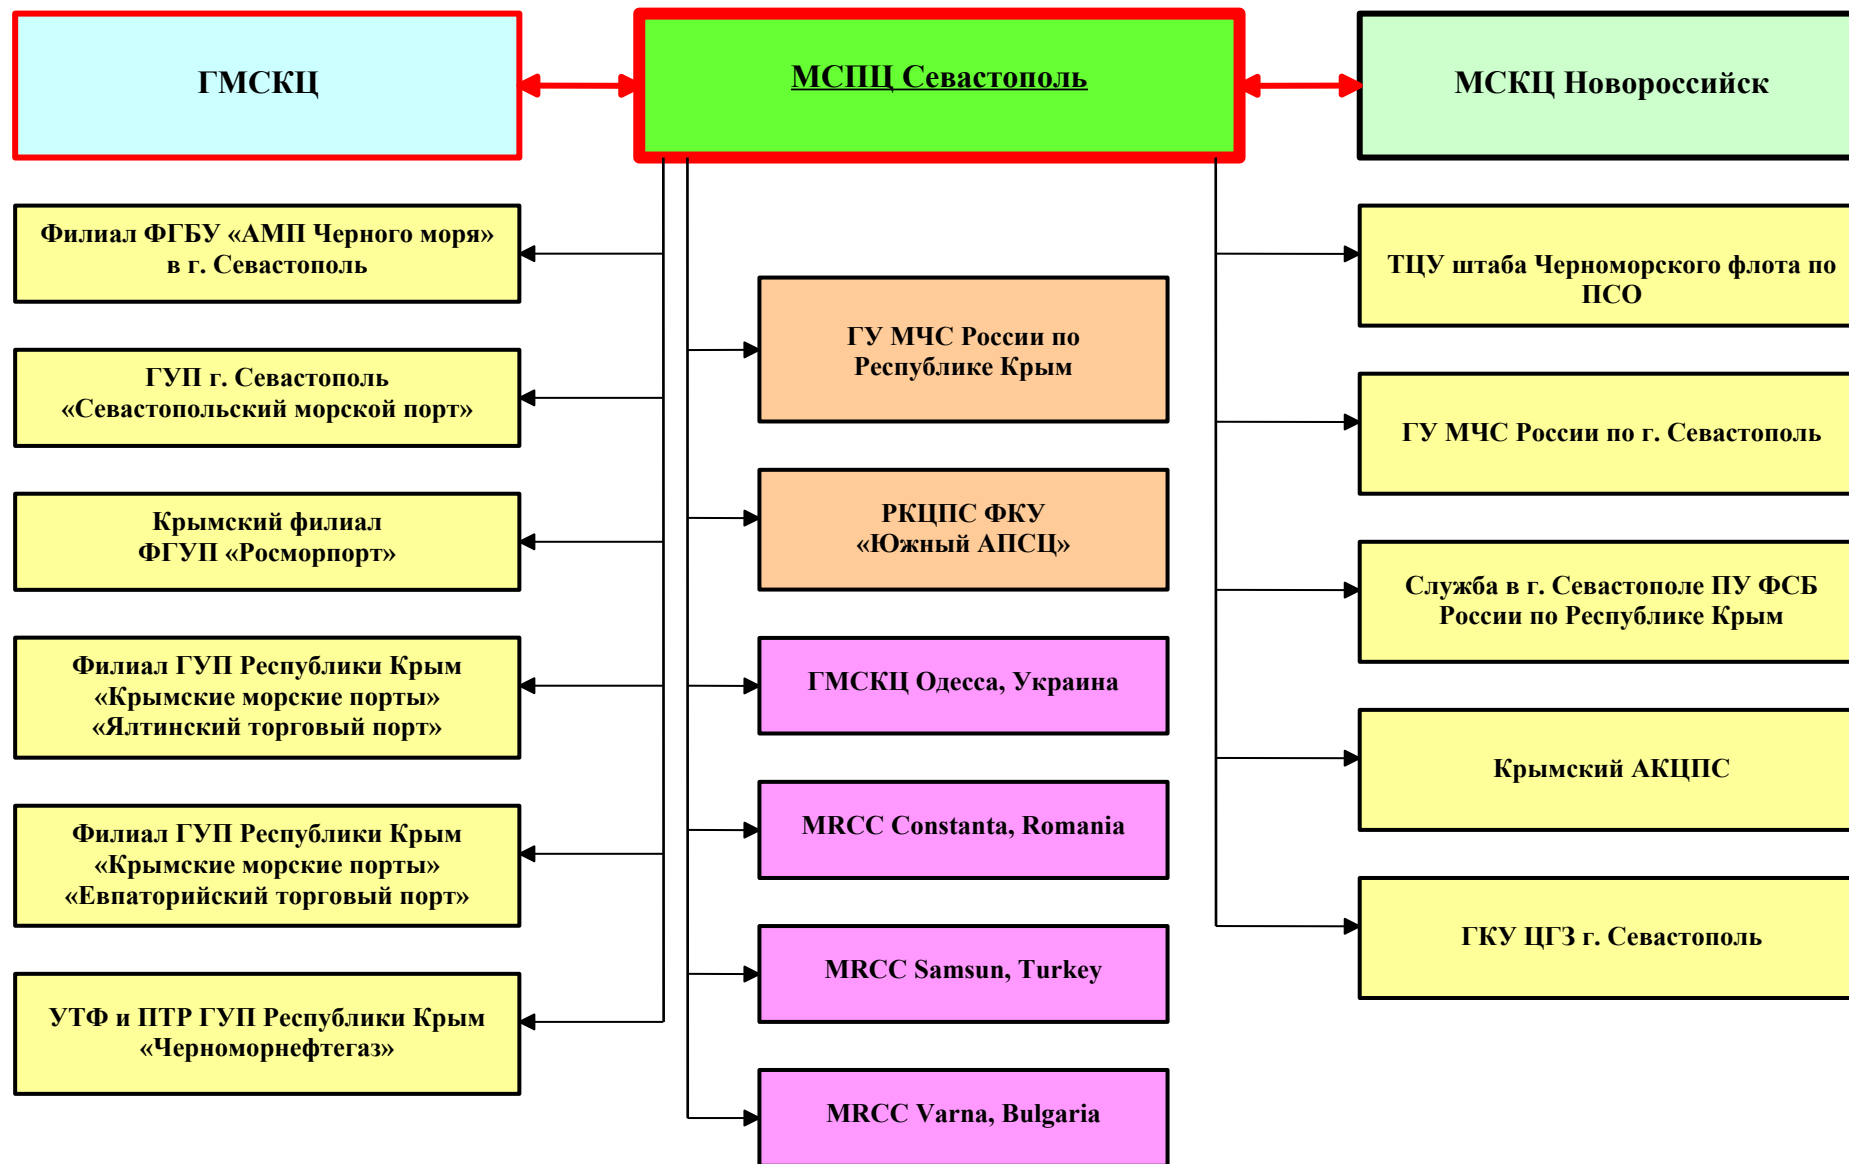 ГМСКЦ
МСПЦ Севастополь
МСКЦ Новороссийск
Филиал ФГБУ «АМП Черного моря»
в г. Севастополь
ГУП г. Севастополь
«Севастопольский морской порт»
Крымский филиал
ФГУП «Росморпорт»
Филиал ГУП Республики Крым
«Крымские морские порты»
«Ялтинский торговый порт»
Филиал ГУП Республики Крым
«Крымские морские порты»
«Евпаторийский торговый порт»
УТФ и ПТР ГУП Республики Крым
«Черноморнефтегаз»
ГУ МЧС России по
Республике Крым
РКЦПС ФКУ
«Южный АПСЦ»
ГМСКЦ Одесса, Украина
MRCC Constanta, Romania
MRCC Samsun, Turkey
MRCC Varna, Bulgaria
ТЦУ штаба Черноморского флота по
ПСО
ГУ МЧС России по г. Севастополь
Служба в г. Севастополе ПУ ФСБ
России по Республике Крым
Крымский АКЦПС
ГКУ ЦГЗ г. Севастополь